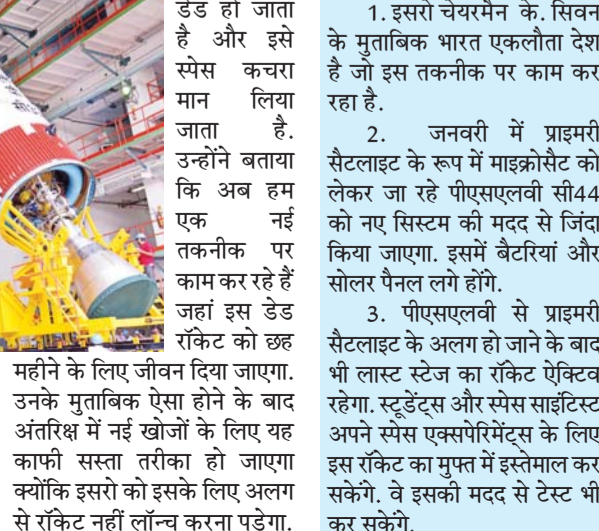 डेड हो जाता
है और इसे
स्पेस कचरा
मान लिया
जाता है.
उन्होंने बताया
कि अब हम
एक नई
तकनीक पर
काम कर रहे हैं
जहां इस डेड
रॉकेट को छह
महीने के लिए जीवन दिया जाएगा.
उनके मुताबिक ऐसा होने के बाद
अंतरिक्ष में नई खोजों के लिए यह
काफी सस्ता तरीका हो जाएगा
क्योंकि इसरो को इसके लिए अलग
से रॉकेट नहीं लॉन्च करना पड़ेगा.
1. इसरो चेयरमैन के. सिवन
के मुताबिक भारत एकलौता देश
है जो इस तकनीक पर काम कर
रहा है.
2. जनवरी में प्राइमरी
सैटलाइट के रूप में माइक्रोसैट को
लेकर जा रहे पीएसएलवी सी44
को नए सिस्टम की मदद से जिंदा
किया जाएगा. इसमें बैटरियां और
सोलर पैनल लगे होंगे.
3. पीएसएलवी से प्राइमरी
सैटलाइट के अलग हो जाने के बाद
भी लास्ट स्टेज का रॉकेट ऐक्टिव
रहेगा. स्टूडेंट्स और स्पेस साइंटिस्ट
अपने स्पेस एक्सपेरिमेंट्स के लिए
इस रॉकेट का मुफ्त में इस्तेमाल कर
सकेंगे. वे इसकी मदद से टेस्ट भी
कर सकेंगे.